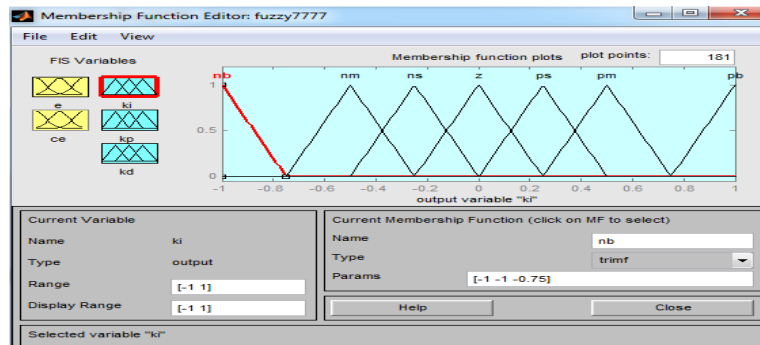 Membership Function Editor: fuzzy7777
File Edit View
FIS Variables
Membership function plots plot points: 181
e
ki
ce
kp
kd
nb nm ns z ps pm pb
1
0.5
0
-1 -0.8 -0.6 -0.4 -0.2 0 0.2 0.4 0.6 0.8 1
output variable "ki"
Current Variable
Name ki
Type output
Range [-1 1]
Display Range [-1 1]
Current Membership Function (click on MF to select)
Name nb
Type trimf
Params [-1 -1 -0.75]
Help Close
Selected variable "ki"